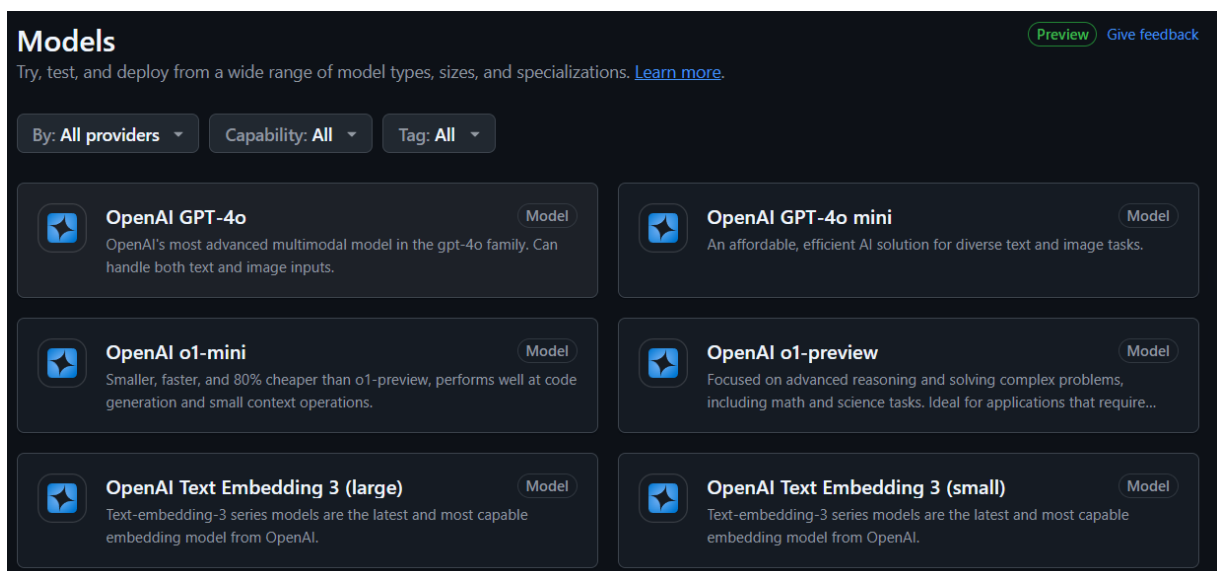 Models
Preview Give feedback
Try, test, and deploy from a wide range of model types, sizes, and specializations. Learn more.
By: All providers Capability: All Tag: All
OpenAI GPT-4o Model
OpenAI's most advanced multimodal model in the gpt-4o family. Can
handle both text and image inputs.
OpenAI GPT-4o mini Model
An affordable, efficient AI solution for diverse text and image tasks.
OpenAI o1-mini Model
Smaller, faster, and 80% cheaper than o1-preview, performs well at code
generation and small context operations.
OpenAI o1-preview Model
Focused on advanced reasoning and solving complex problems,
including math and science tasks. Ideal for applications that require...
OpenAI Text Embedding 3 (large) Model
Text-embedding-3 series models are the latest and most capable
embedding model from OpenAI.
OpenAI Text Embedding 3 (small) Model
Text-embedding-3 series models are the latest and most capable
embedding model from OpenAI.